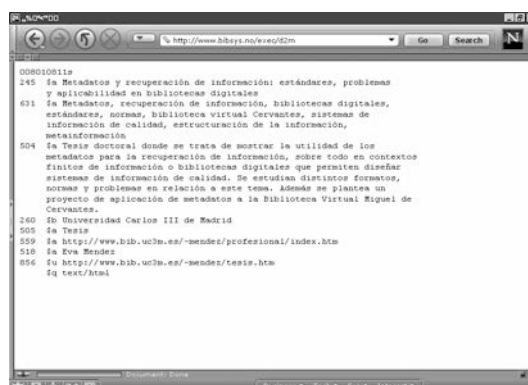 http://www.bibsys.no/exec/d2m
Go
Search
N
008010811s
245 $a Metadatos y recuperación de información: estándares, problemas
y aplicabilidad en bibliotecas digitales
631 $a Metadatos, recuperación de información, bibliotecas digitales,
estándares, normas, biblioteca virtual Cervantes, sistemas de
información de calidad, estructuración de la información,
metainformación
504 $a Tesis doctoral donde se trata de mostrar la utilidad de los
metadatos para la recuperación de información, sobre todo en contextos
finitos de información o bibliotecas digitales que permiten diseñar
sistemas de información de calidad. Se estudian distintos formatos,
normas y problemas en relación a este tema. Además se plantea un
proyecto de aplicación de metadatos a la Biblioteca Virtual Miguel de
Cervantes.
260 $b Universidad Carlos III de Madrid
505 $a Tesis
559 $a http://www.bib.uc3m.es/~mendez/profesional/index.htm
518 $a Eva Mendez
856 $u http://www.bib.uc3m.es/~mendez/tesis.htm
$q text/html
Document: Done